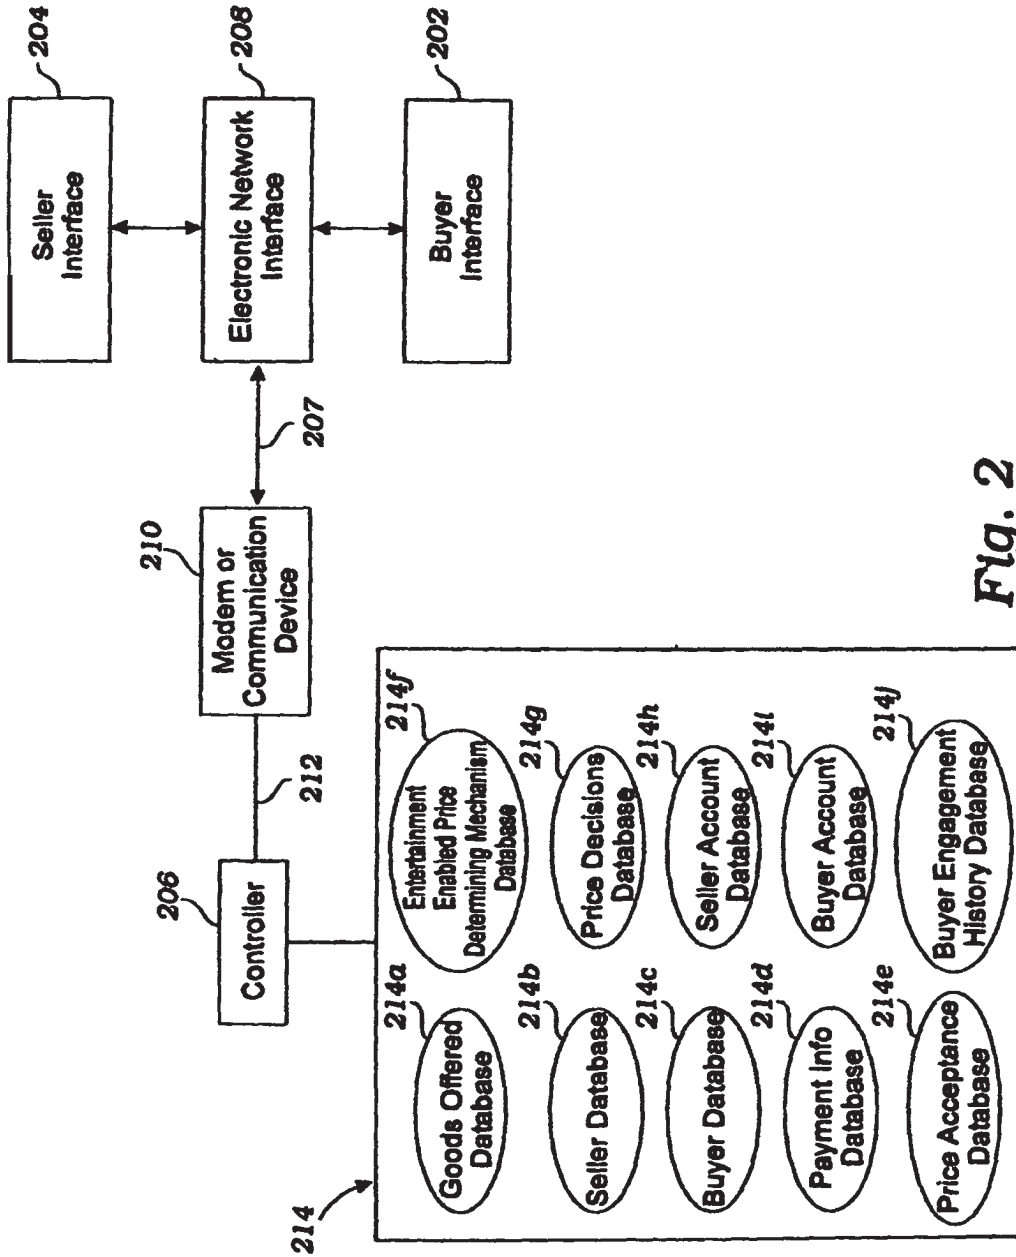 204
Seller
Interface
208
Electronic Network
Interface
202
Buyer
Interface
207
210
Modem or
Communication
Device
212
206
Controller
214
214a
Goods Offered
Database
214b
Seller Database
214c
Buyer Database
214d
Payment Info
Database
214e
Price Acceptance
Database
214f
Entertainment
Enabled Price
Determining Mechanism
Database
214g
Price Decisions
Database
214h
Seller Account
Database
214i
Buyer Account
Database
214j
Buyer Engagement
History Database
Fig. 2